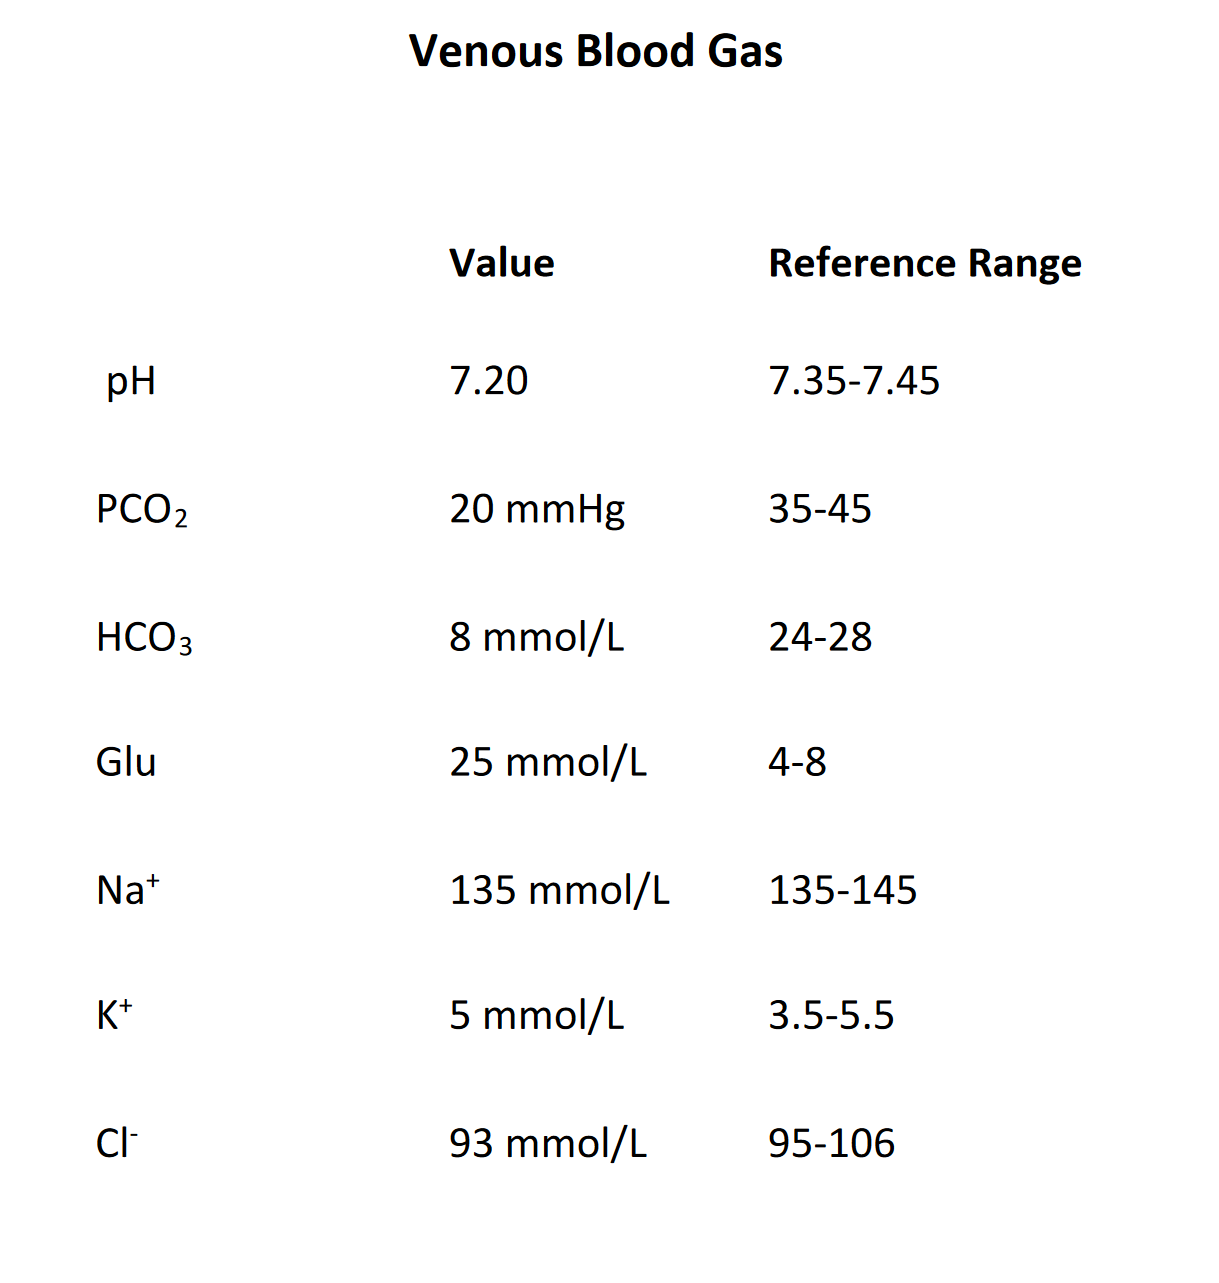 Venous Blood Gas
Value Reference Range
pH 7.20 7.35-7.45
PCO₂ 20 mmHg 35-45
HCO₃ 8 mmol/L 24-28
Glu 25 mmol/L 4-8
Na⁺ 135 mmol/L 135-145
K⁺ 5 mmol/L 3.5-5.5
Cl⁻ 93 mmol/L 95-106